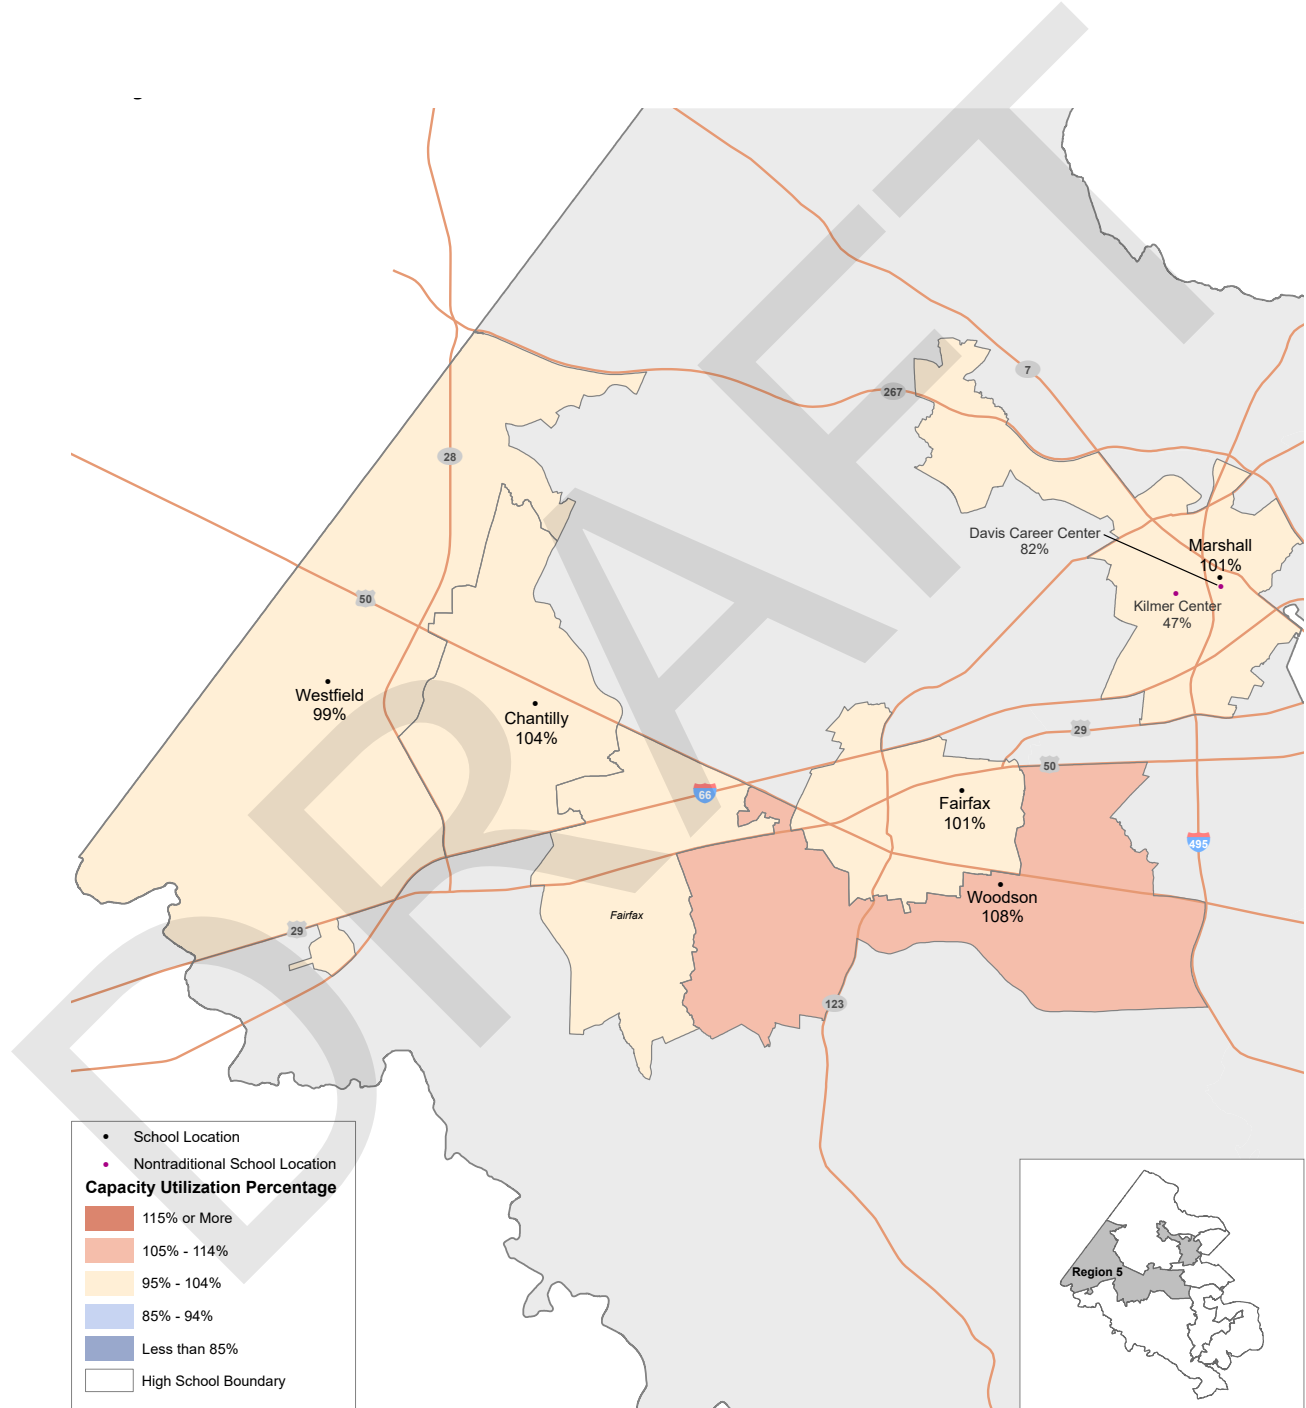 7
267
28
Davis Career Center
82%
Marshall
101%
50
Kilmer Center
47%
Westfield
99%
Chantilly
104%
29
50
66
Fairfax
101%
495
Woodson
108%
Fairfax
29
123
DRAFT
School Location
Nontraditional School Location
Capacity Utilization Percentage
115% or More
105% - 114%
95% - 104%
85% - 94%
Less than 85%
High School Boundary
Region 5